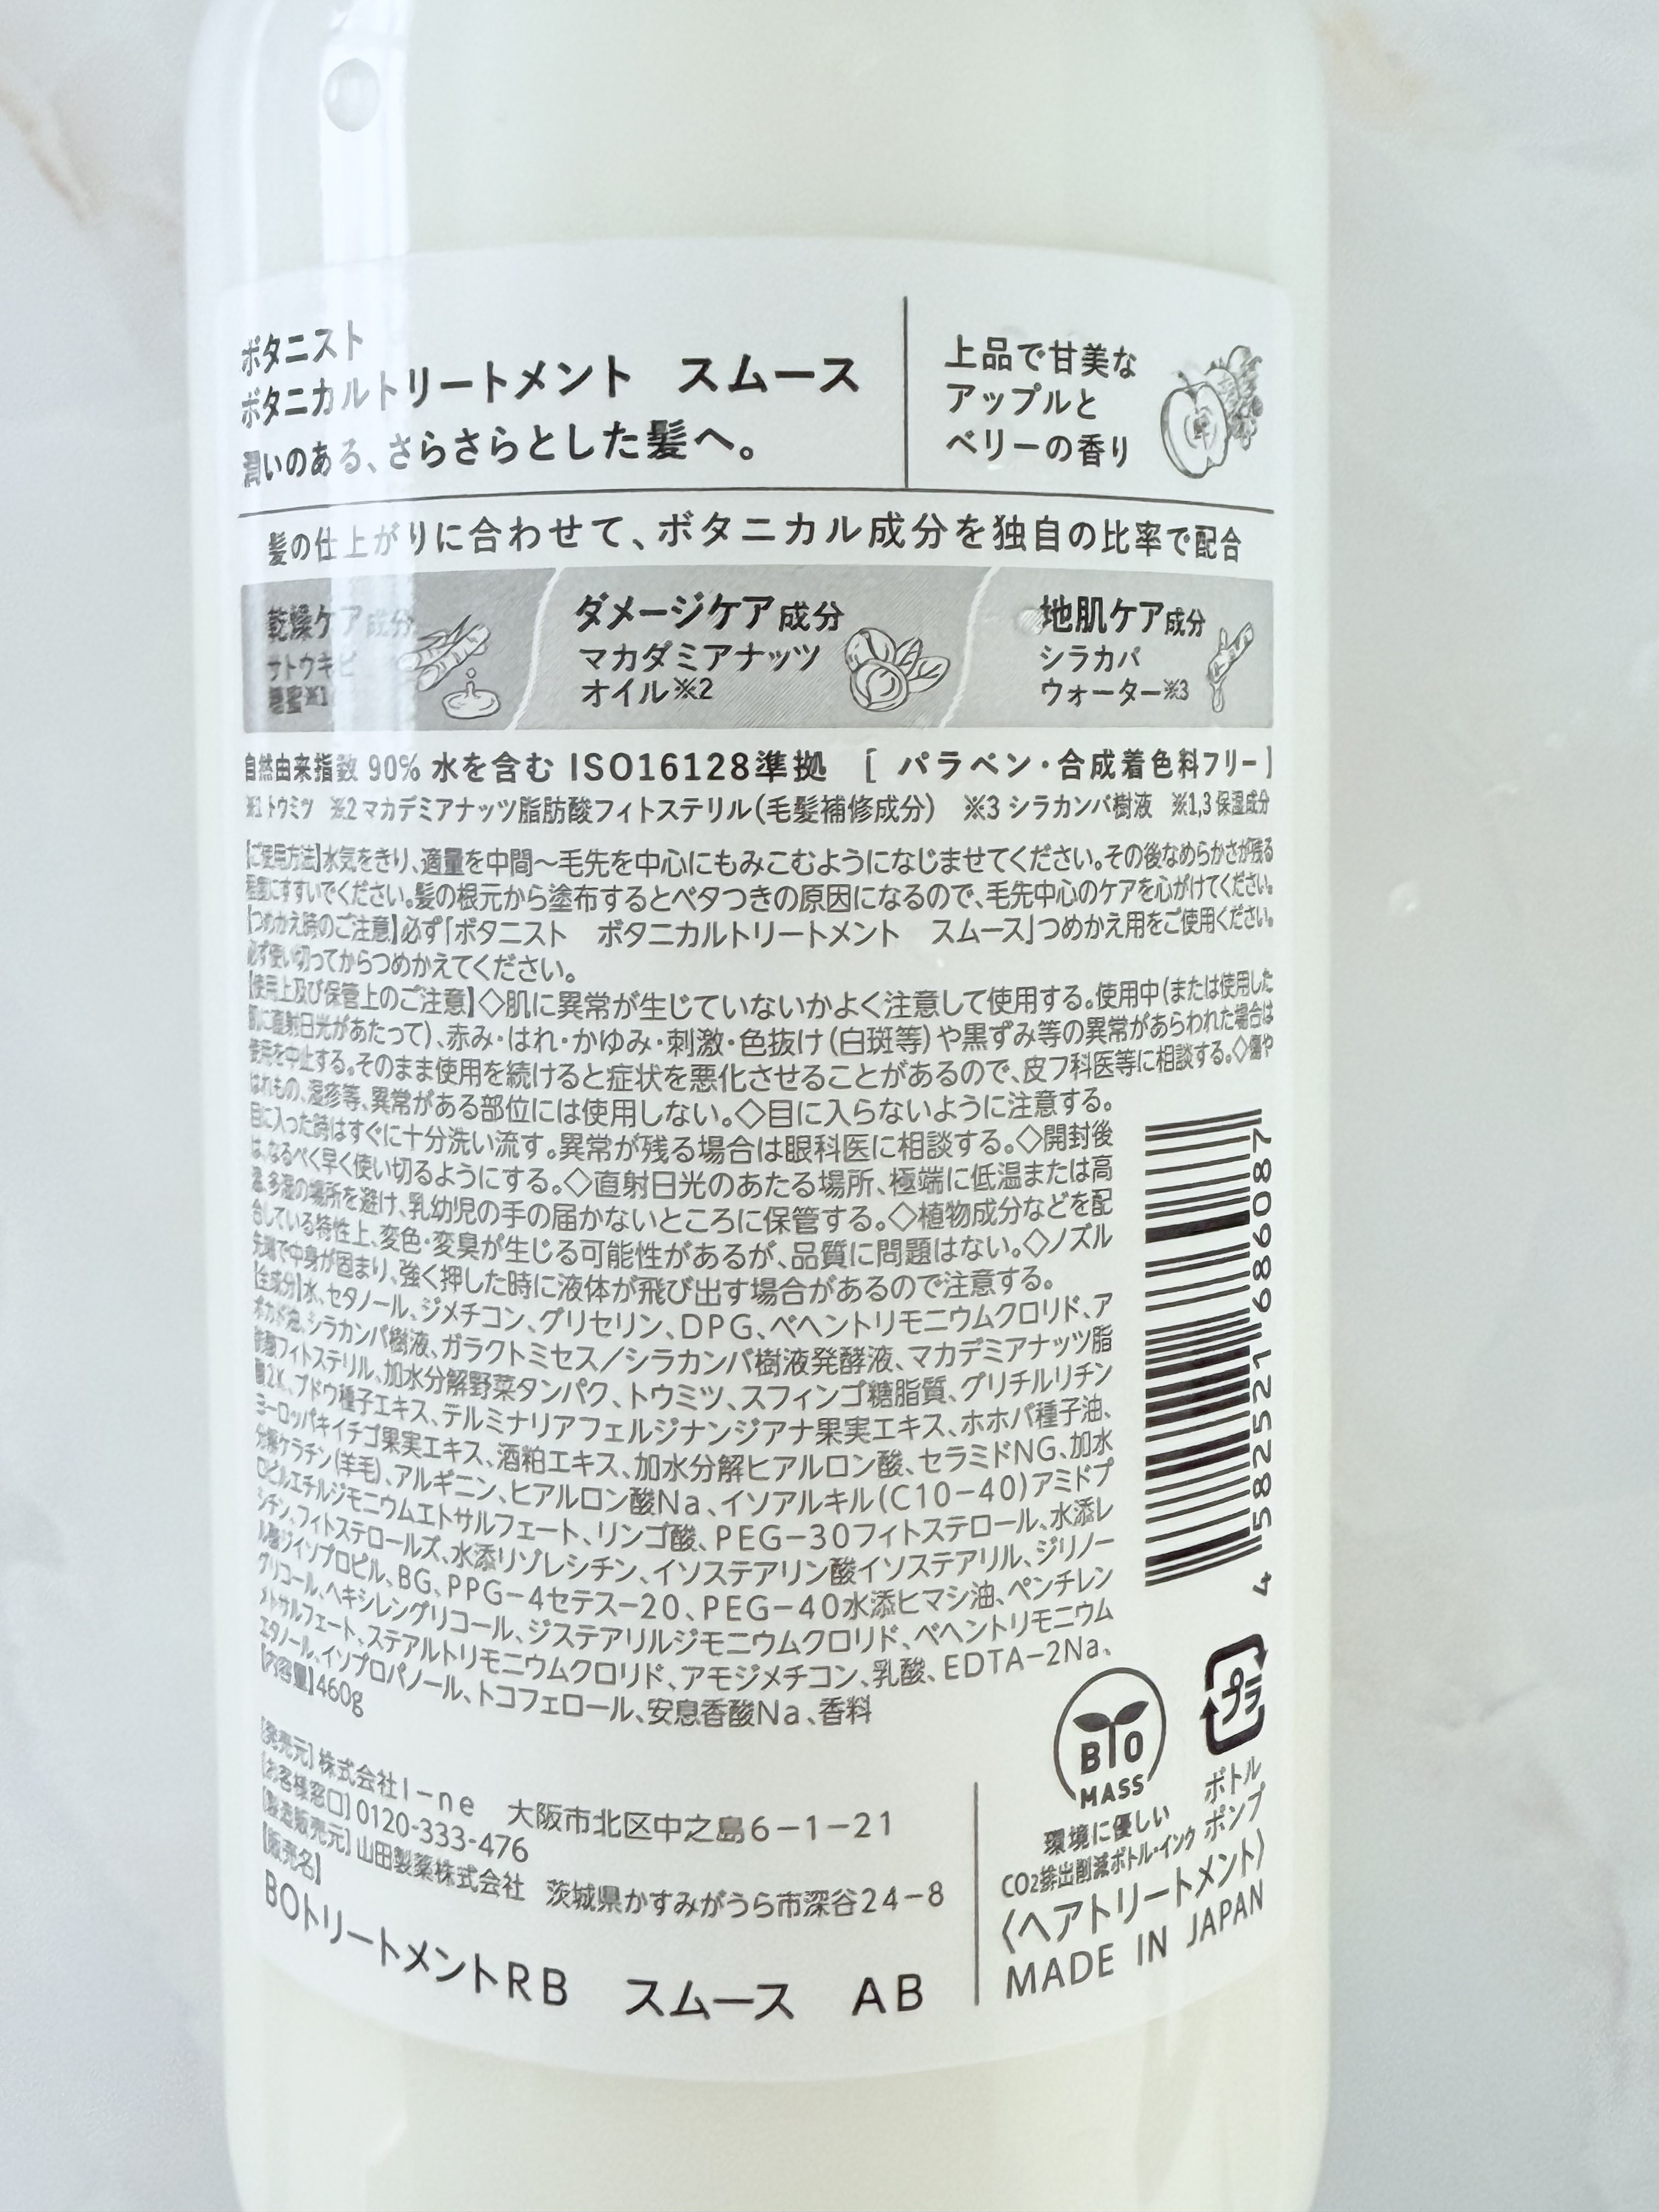 ボタニスト
ボタニカルトリートメント　スムース
潤いのある、さらさらとした髪へ。
上品で甘美な
アップルと
ベリーの香り
髪の仕上がりに合わせて、ボタニカル成分を独自の比率で配合
乾燥ケア成分
サトウキビ
糖蜜※1
ダメージケア成分
マカダミアナッツ
オイル※2
地肌ケア成分
シラカバ
ウォーター※3
自然由来指数 90% 水を含む ISO16128準拠 ［ パラベン・合成着色料フリー ］
※1トウミツ ※2マカデミアナッツ脂肪酸フィトステリル(毛髪補修成分) ※3 シラカンバ樹液 ※1,3 保湿成分
【ご使用方法】水気をきり、適量を中間～毛先を中心にもみこむようになじませてください。その後なめらかさが残る
程度にすすいでください。髪の根元から塗布するとベタつきの原因になるので、毛先中心のケアを心がけてください。
【つめかえ時のご注意】必ず「ボタニスト　ボタニカルトリートメント　スムース」つめかえ用をご使用ください。
必ず使い切ってからつめかえてください。
【使用上及び保管上のご注意】◇肌に異常が生じていないかよく注意して使用する。使用中(または使用した
肌に直射日光があたって)、赤み・はれ・かゆみ・刺激・色抜け(白斑等)や黒ずみ等の異常があらわれた場合は
使用を中止する。そのまま使用を続けると症状を悪化させることがあるので、皮フ科医等に相談する。◇傷や
はれもの、湿疹等、異常がある部位には使用しない。◇目に入らないように注意する。
目に入った時はすぐに十分洗い流す。異常が残る場合は眼科医に相談する。◇開封後
は、なるべく早く使い切るようにする。◇直射日光のあたる場所、極端に低温または高
温、多湿の場所を避け、乳幼児の手の届かないところに保管する。◇植物成分などを配
合している特性上、変色・変臭が生じる可能性があるが、品質に問題はない。◇ノズル
先端で中身が固まり、強く押した時に液体が飛び出す場合があるので注意する。
【全成分】水、セタノール、ジメチコン、グリセリン、DPG、ベヘントリモニウムクロリド、ア
ボカド油、シラカンバ樹液、ガラクトミセス／シラカンバ樹液発酵液、マカデミアナッツ脂
肪酸フィトステリル、加水分解野菜タンパク、トウミツ、スフィンゴ糖脂質、グリチルリチン
酸2K、ブドウ種子エキス、テルミナリアフェルジナンジアナ果実エキス、ホホバ種子油、
ヨーロッパキイチゴ果実エキス、酒粕エキス、加水分解ヒアルロン酸、セラミドNG、加水
分解ケラチン(羊毛)、アルギニン、ヒアルロン酸Na、イソアルキル(C10－40)アミドプ
ロピルエチルジモニウムエトサルフェート、リンゴ酸、PEG－30フィトステロール、水添レ
シチン、フィトステロールズ、水添リゾレシチン、イソステアリン酸イソステアリル、ジリノー
ル酸ジイソプロピル、BG、PPG－4セテス－20、PEG－40水添ヒマシ油、ペンチレン
グリコール、ヘキシレングリコール、ジステアリルジモニウムクロリド、ベヘントリモニウム
メトサルフェート、ステアルトリモニウムクロリド、アモジメチコン、乳酸、EDTA－2Na、
エタノール、イソプロパノール、トコフェロール、安息香酸Na、香料
【内容量】460g
4 582521 686087
【発売元】株式会社I－ne　大阪市北区中之島6－1－21
【お客様窓口】0120-333-476
【製造販売元】山田製薬株式会社　茨城県かすみがうら市深谷24－8
【販売名】
BOトリートメントRB　スムース　AB
BIO
MASS
環境に優しい
CO2排出削減ボトル・インク
プラ
ボトル
ポンプ
〈ヘアトリートメント〉
MADE IN JAPAN